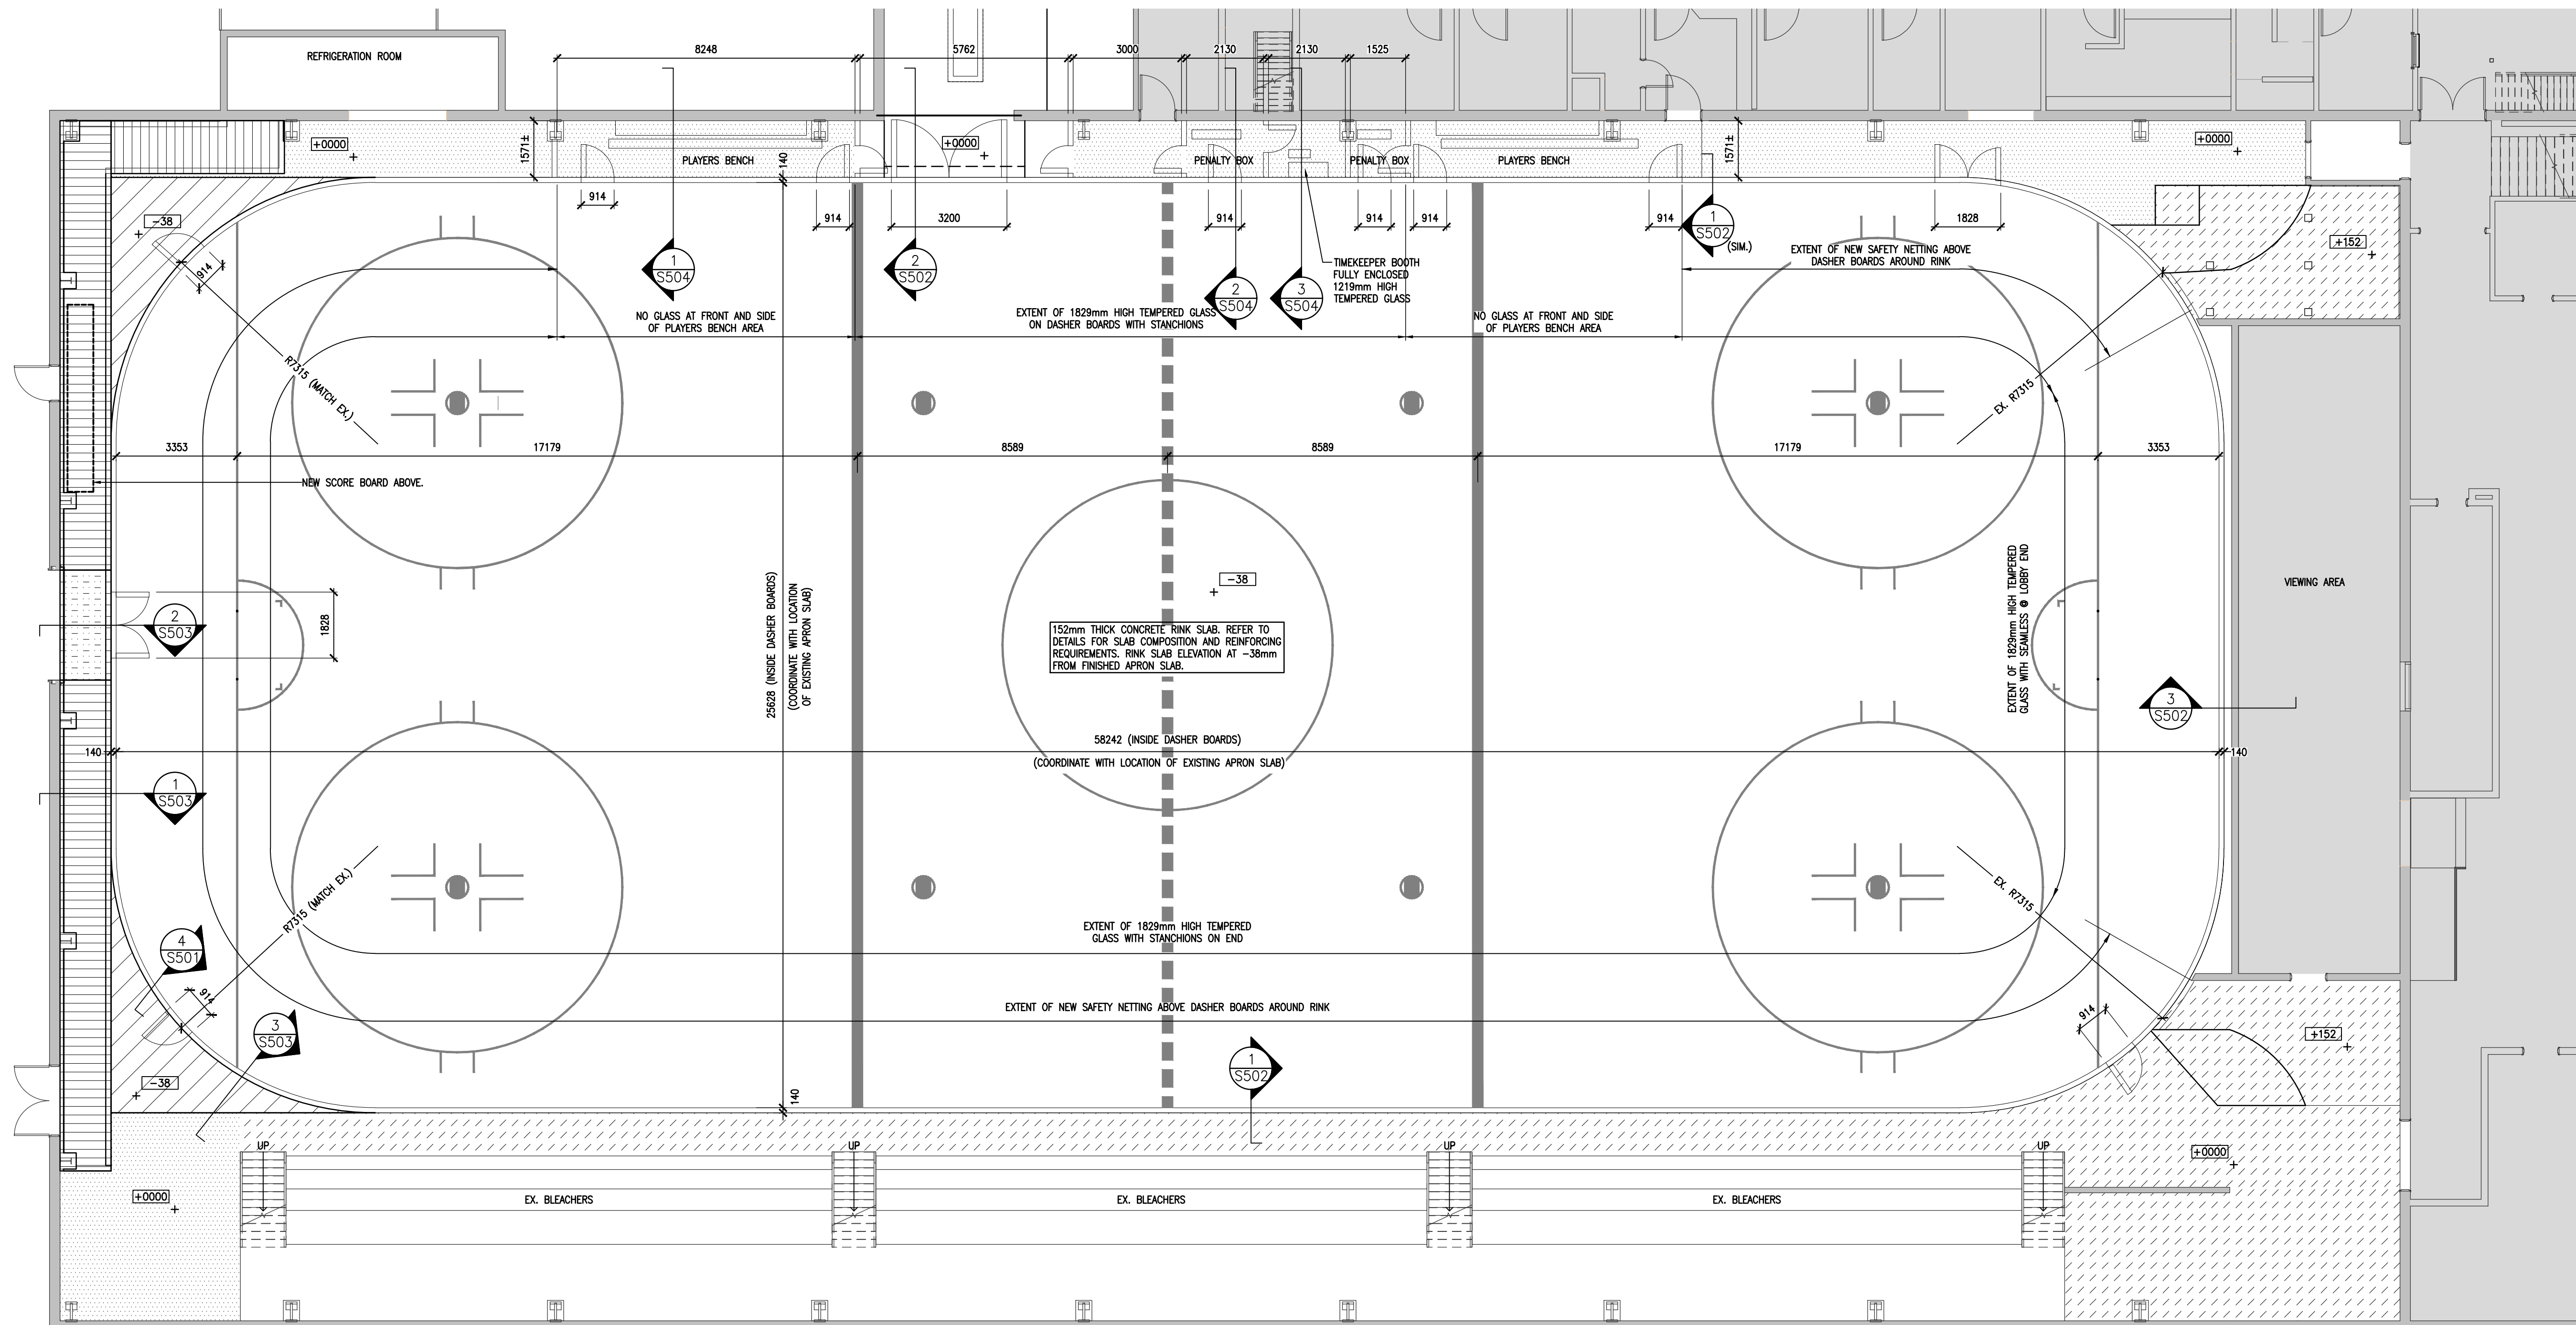 REFRIGERATION ROOM
8248
5762
3000
2130
2130
1525
+0000
1571±
PLAYERS BENCH
140
+0000
PENALTY BOX
PENALTY BOX
PLAYERS BENCH
1571±
+0000
-38
914
914
3200
914
914
914
914
1
S502
(SIM.)
1828
+152
914
1
S504
2
S502
2
S504
3
S504
TIMEKEEPER BOOTH
FULLY ENCLOSED
1219mm HIGH
TEMPERED GLASS
EXTENT OF NEW SAFETY NETTING ABOVE
DASHER BOARDS AROUND RINK
NO GLASS AT FRONT AND SIDE
OF PLAYERS BENCH AREA
EXTENT OF 1829mm HIGH TEMPERED GLASS
ON DASHER BOARDS WITH STANCHIONS
NO GLASS AT FRONT AND SIDE
OF PLAYERS BENCH AREA
R7315 (MATCH EX.)
EX. R7315
3353
17179
8589
8589
17179
3353
NEW SCORE BOARD ABOVE.
25628 (INSIDE DASHER BOARDS)
(COORDINATE WITH LOCATION
OF EXISTING APRON SLAB)
-38
EXTENT OF 1829mm HIGH TEMPERED
GLASS WITH SEAMLESS @ LOBBY END
VIEWING AREA
2
S503
1828
152mm THICK CONCRETE RINK SLAB. REFER TO
DETAILS FOR SLAB COMPOSITION AND REINFORCING
REQUIREMENTS. RINK SLAB ELEVATION AT -38mm
FROM FINISHED APRON SLAB.
3
S502
140
58242 (INSIDE DASHER BOARDS)
(COORDINATE WITH LOCATION OF EXISTING APRON SLAB)
140
1
S503
R7315 (MATCH EX.)
EX. R7315
4
S501
EXTENT OF 1829mm HIGH TEMPERED
GLASS WITH STANCHIONS ON END
914
EXTENT OF NEW SAFETY NETTING ABOVE DASHER BOARDS AROUND RINK
914
3
S503
+152
1
S502
-38
140
UP
UP
UP
UP
+0000
+0000
EX. BLEACHERS
EX. BLEACHERS
EX. BLEACHERS